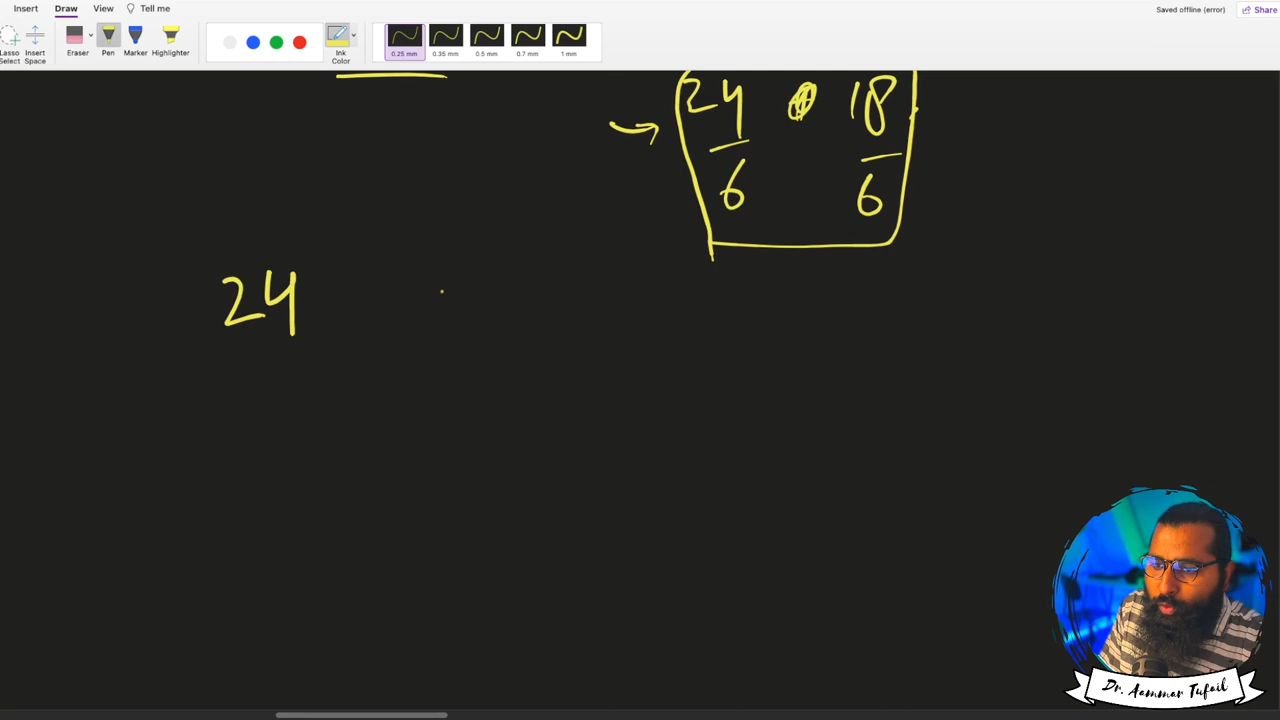 Insert Draw View Tell me Saved offline (error) Share
Lasso Select Insert Space Eraser Pen Marker Highlighter Ink Color 0.25 mm 0.35 mm 0.5 mm 0.7 mm 1 mm
24 18
6 6
24
Dr. Aammar Tufail